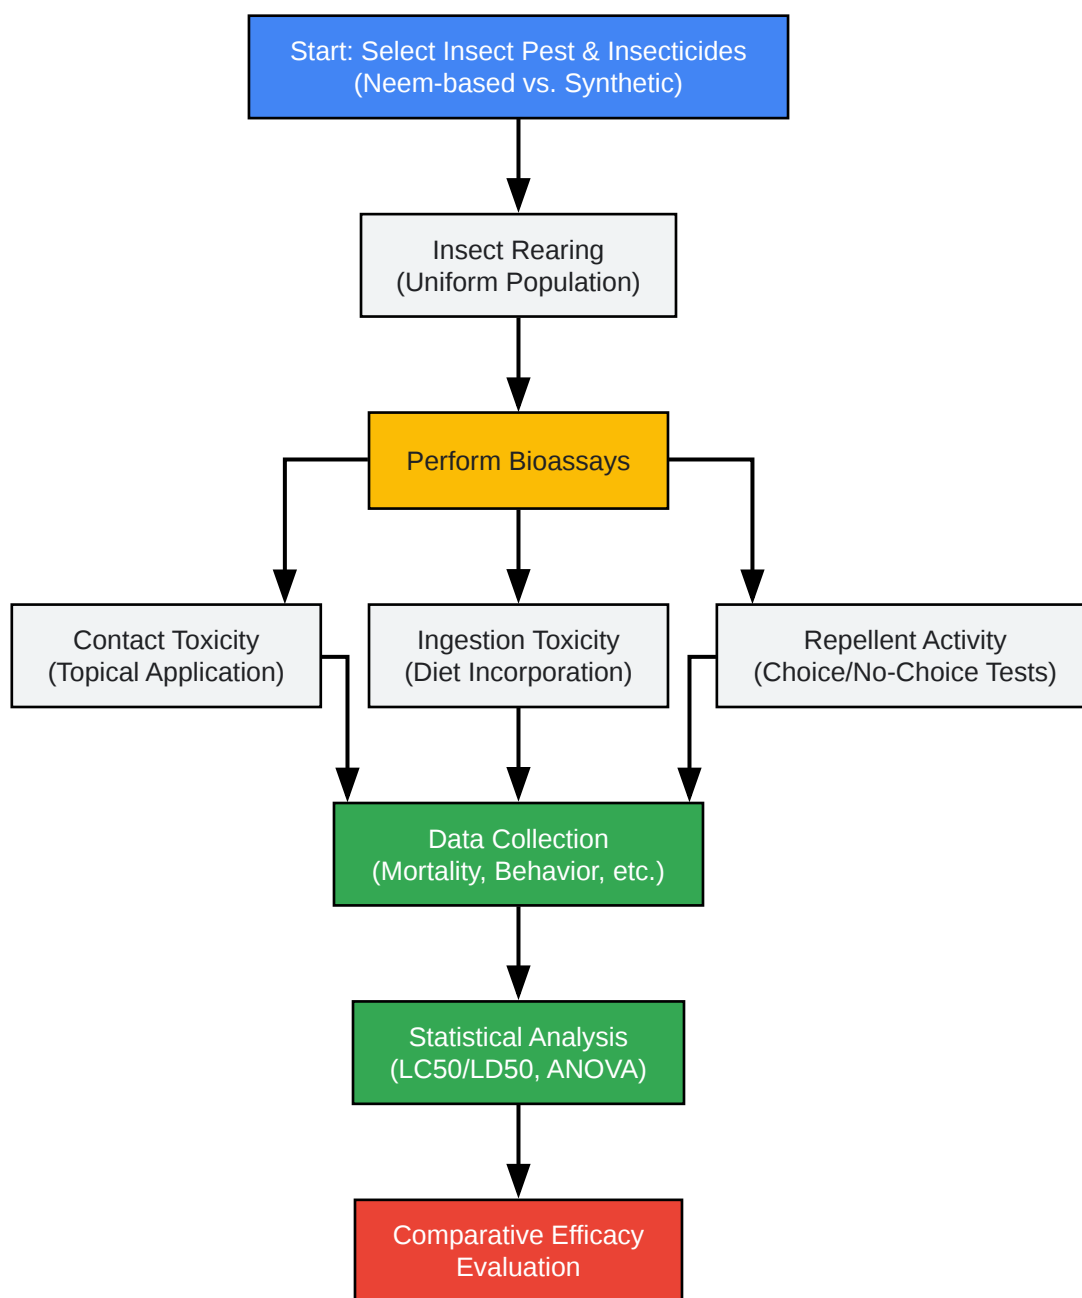 Start: Select Insect Pest & Insecticides
(Neem-based vs. Synthetic)
Insect Rearing
(Uniform Population)
Perform Bioassays
Contact Toxicity
(Topical Application)
Ingestion Toxicity
(Diet Incorporation)
Repellent Activity
(Choice/No-Choice Tests)
Data Collection
(Mortality, Behavior, etc.)
Statistical Analysis
(LC50/LD50, ANOVA)
Comparative Efficacy
Evaluation